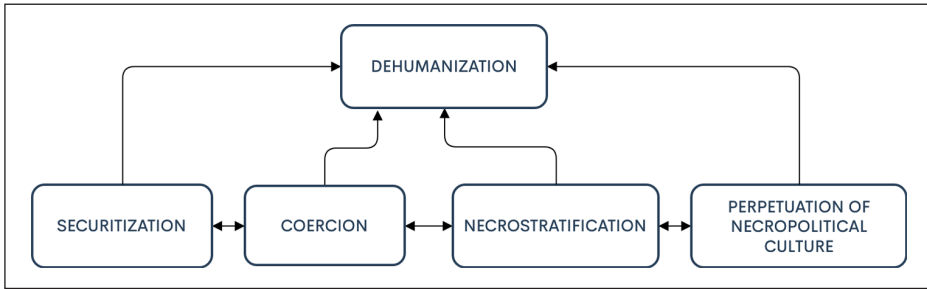 DEHUMANIZATION
SECURITIZATION
COERCION
NECROSTRATIFICATION
PERPETUATION OF
NECROPOLITICAL
CULTURE